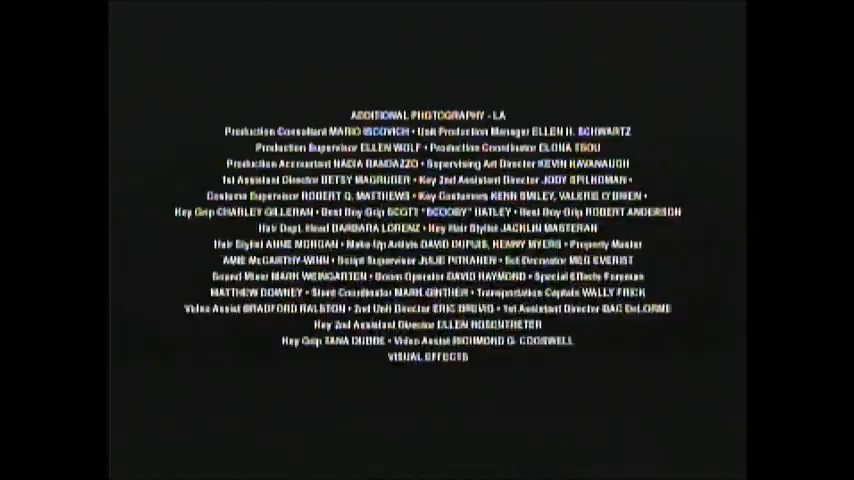 ADDITIONAL PHOTOGRAPHY - LA
Production Consultant MARIO ISCOVICH • Unit Production Manager ELLEN H. SCHWARTZ
Production Supervisor ELLEN WOLF • Production Coordinator ELONA TSOU
Production Accountant NADIA RANDAZZO • Supervising Art Director KEVIN KAVANAUGH
1st Assistant Director BETSY MAGRUDER • Key 2nd Assistant Director JODY SPILKOMAN •
Costume Supervisor ROBERT Q. MATTHEWS • Key Costumers KENN SMILEY, VALERIE O'BRIEN •
Key Grip CHARLEY GILLERAN • Best Boy Grip SCOTT "SCOOBY" HATLEY • Best Boy Grip ROBERT ANDERSON
Hair Dept. Head BARBARA LORENZ • Key Hair Stylist JACKLIN MASTERAN
Hair Stylist ANNE MORGAN • Make-Up Artists DAVID DUPUIS, KENNY MYERS • Property Master
AMIE McCARTHY-WINN • Script Supervisor JULIE PITKANEN • Set Decorator MEG EVERIST
Sound Mixer MARK WEINGARTEN • Boom Operator DAVID RAYMOND • Special Effects Foreman
MATTHEW DOWNEY • Stunt Coordinator MARK GINTHER • Transportation Captain WALLY FRICK
Video Assist BRADFORD RALSTON • 2nd Unit Director ERIC BREVIG • 1st Assistant Director DAC DeLORME
Key 2nd Assistant Director ELLEN ROSENTRETER
Key Grip TANA DUBBE • Video Assist RICHMOND G. COGSWELL
VISUAL EFFECTS